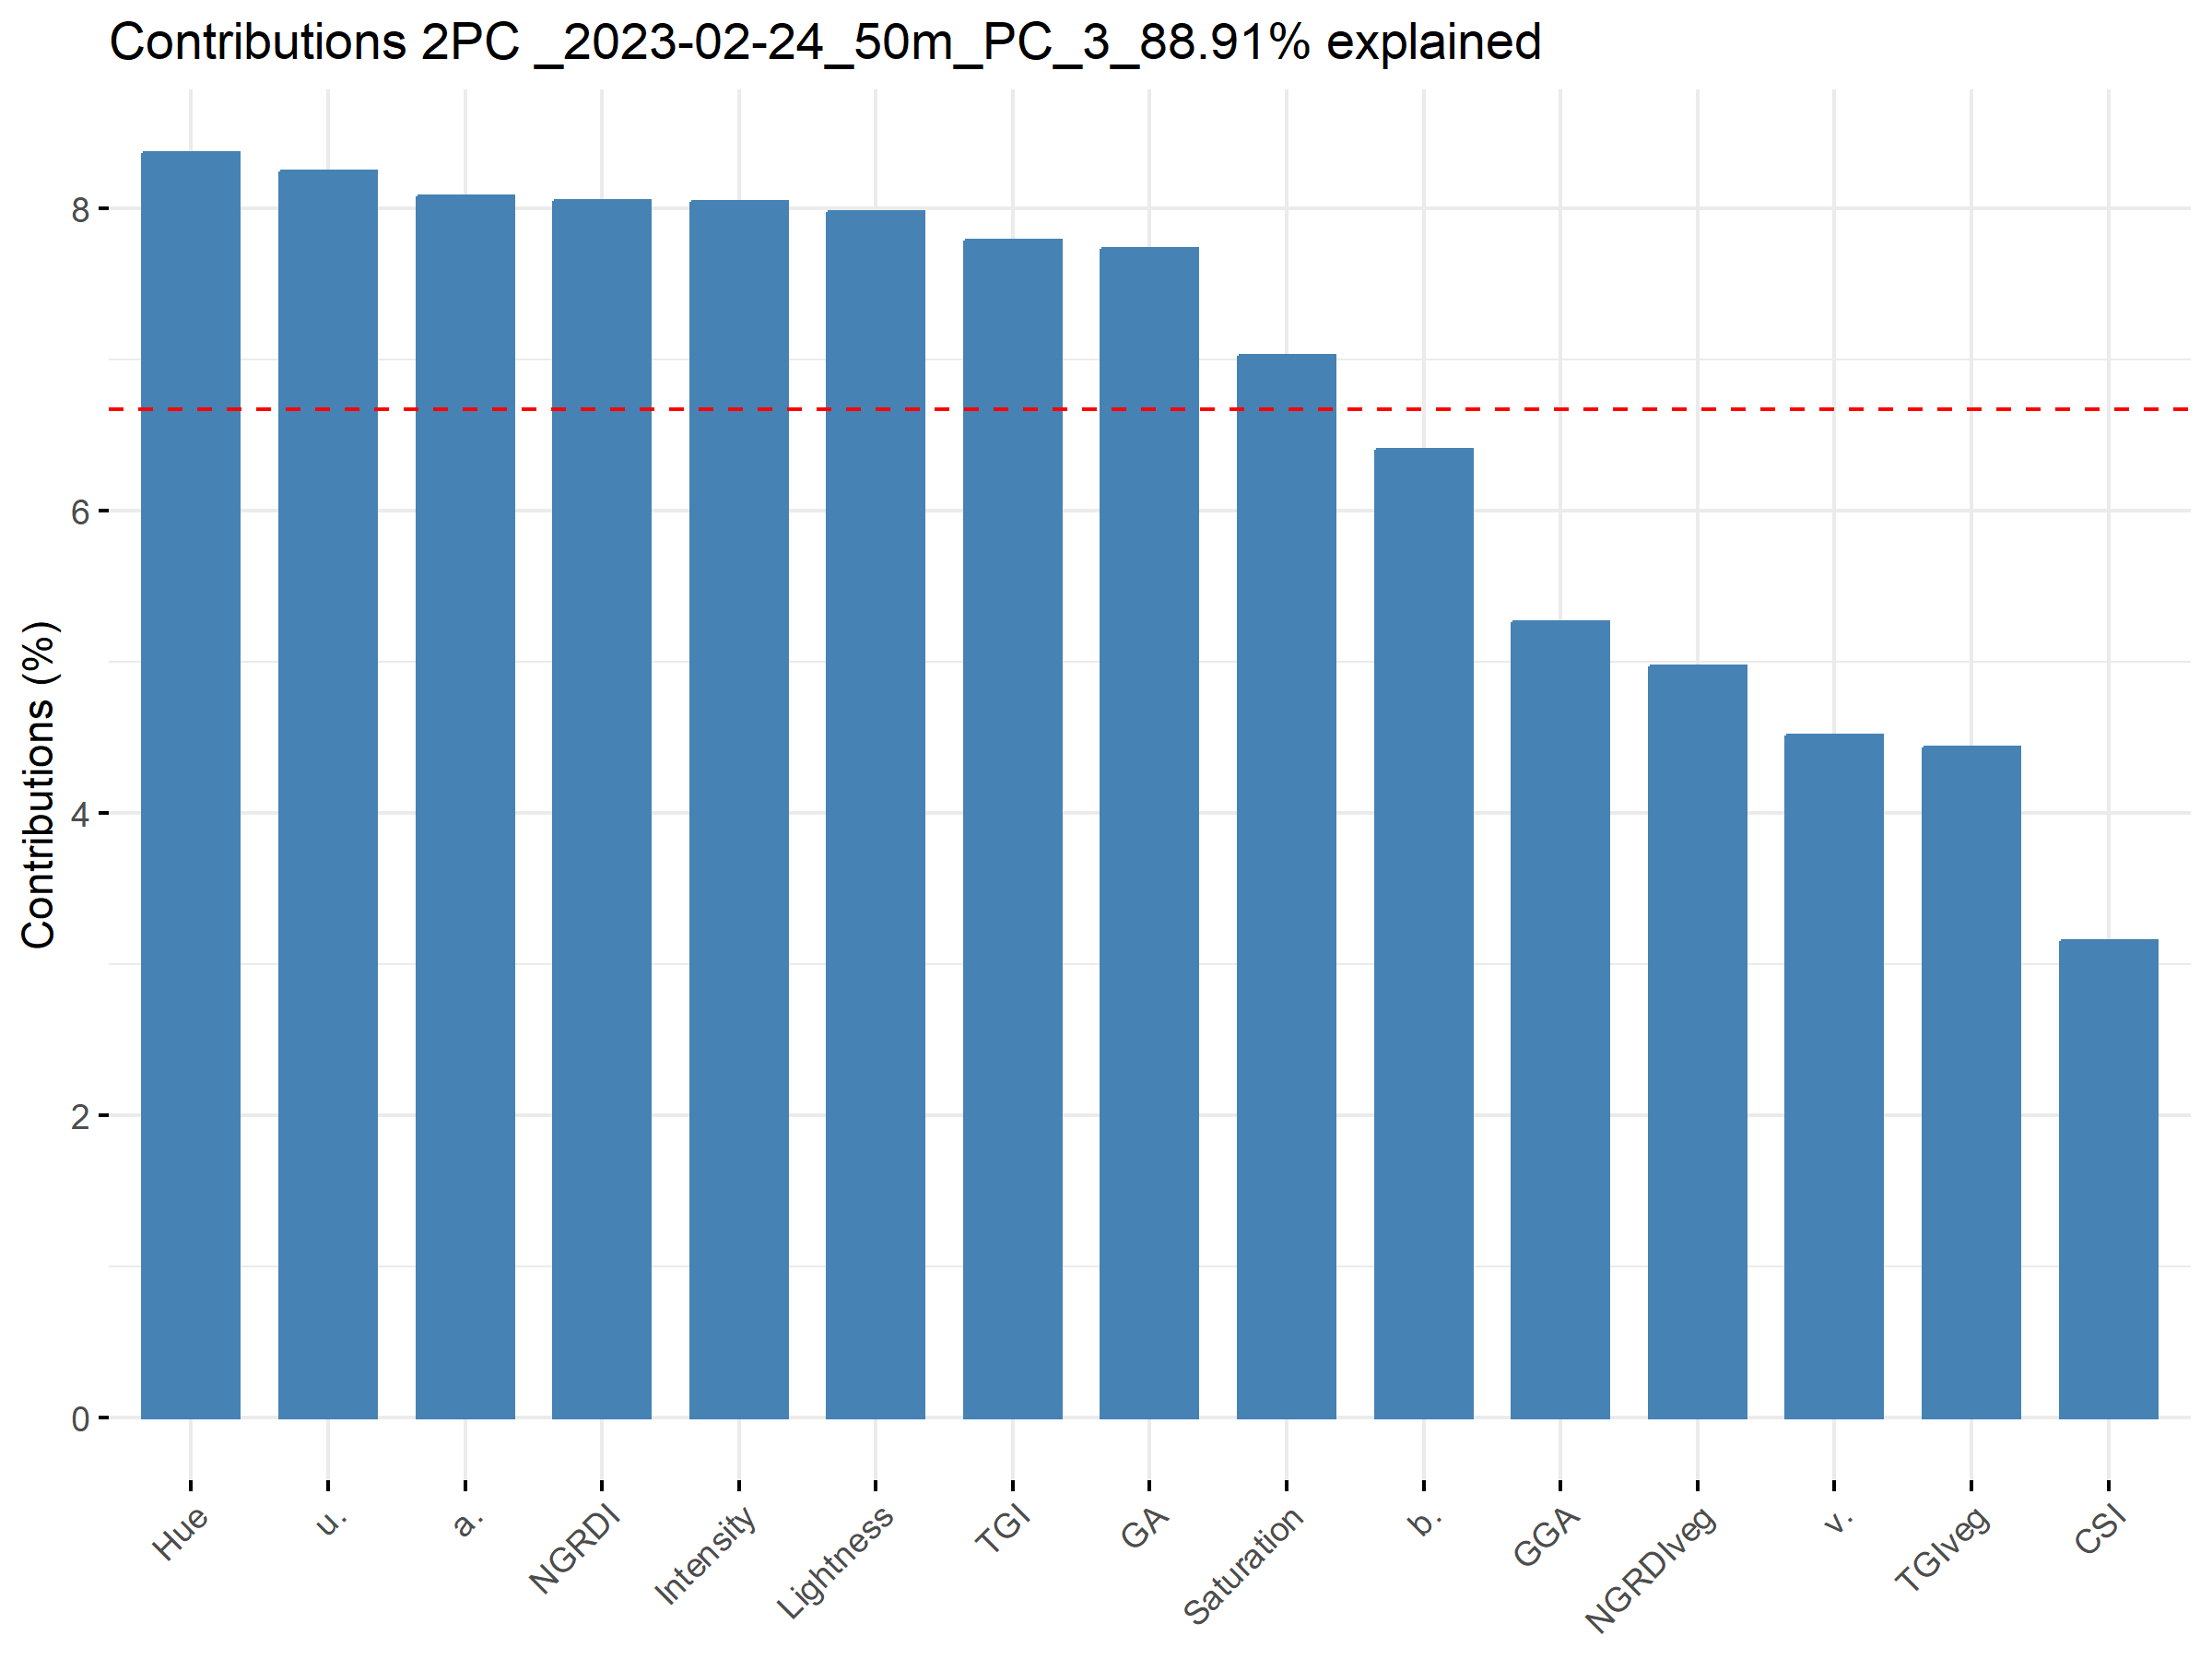 Contributions 2PC _2023-02-24_50m_PC_3_88.91% explained
Contributions (%)
8
6
4
2
0
Hue
u.
a.
NGRDI
Intensity
Lightness
TGI
GA
Saturation
b.
GGA
NGRDIveg
v.
TGIveg
CSI